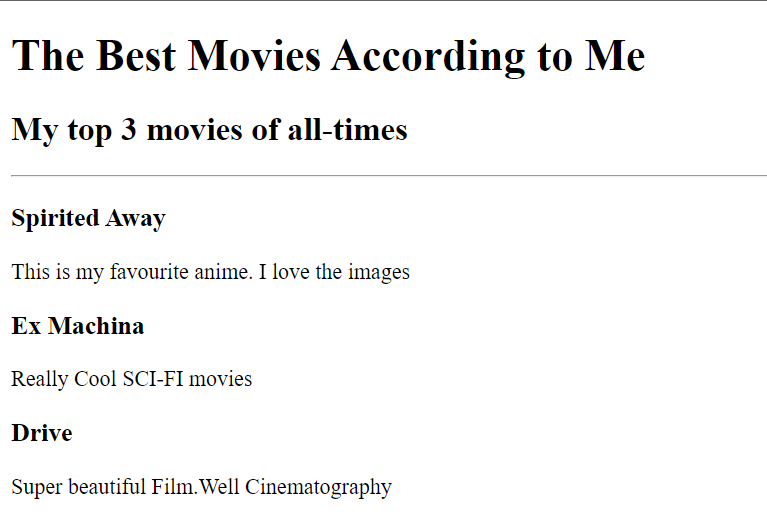 The Best Movies According to Me
My top 3 movies of all-times
Spirited Away
This is my favourite anime. I love the images
Ex Machina
Really Cool SCI-FI movies
Drive
Super beautiful Film.Well Cinematography